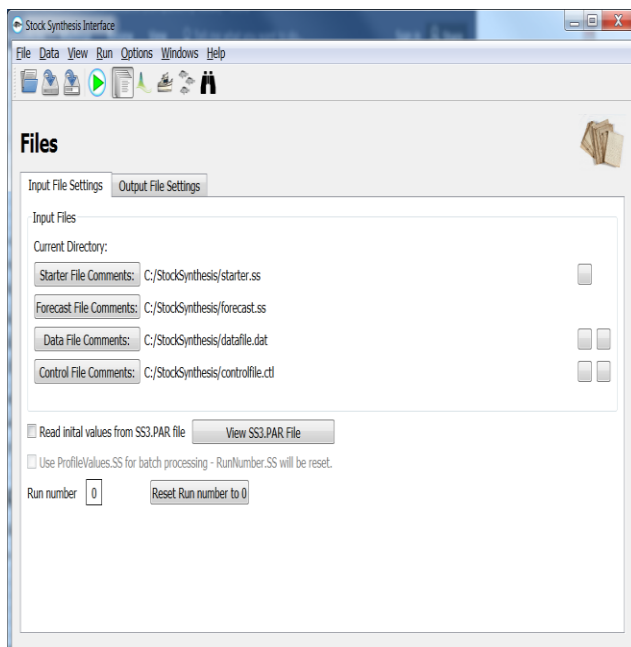 Stock Synthesis Interface
File Data View Run Options Windows Help
Files
Input File Settings Output File Settings
Input Files
Current Directory:
Starter File Comments: C:/StockSynthesis/starter.ss
Forecast File Comments: C:/StockSynthesis/forecast.ss
Data File Comments: C:/StockSynthesis/datafile.dat
Control File Comments: C:/StockSynthesis/controlfile.ctl
Read inital values from SS3.PAR file View SS3.PAR File
Use ProfileValues.SS for batch processing - RunNumber.SS will be reset.
Run number 0 Reset Run number to 0